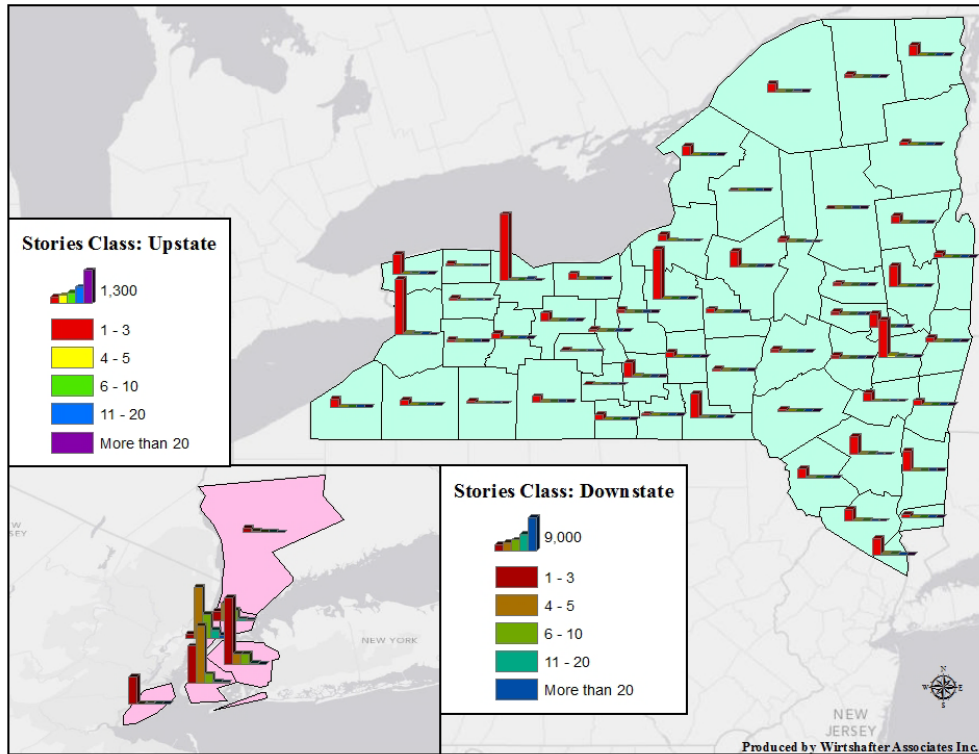 Stories Class: Upstate
1,300
1 - 3
4 - 5
6 - 10
11 - 20
More than 20
Stories Class: Downstate
9,000
1 - 3
4 - 5
6 - 10
11 - 20
More than 20
NEW YORK
N
W E
S
NEW
JERSEY
Produced by Wirtshafter Associates Inc.